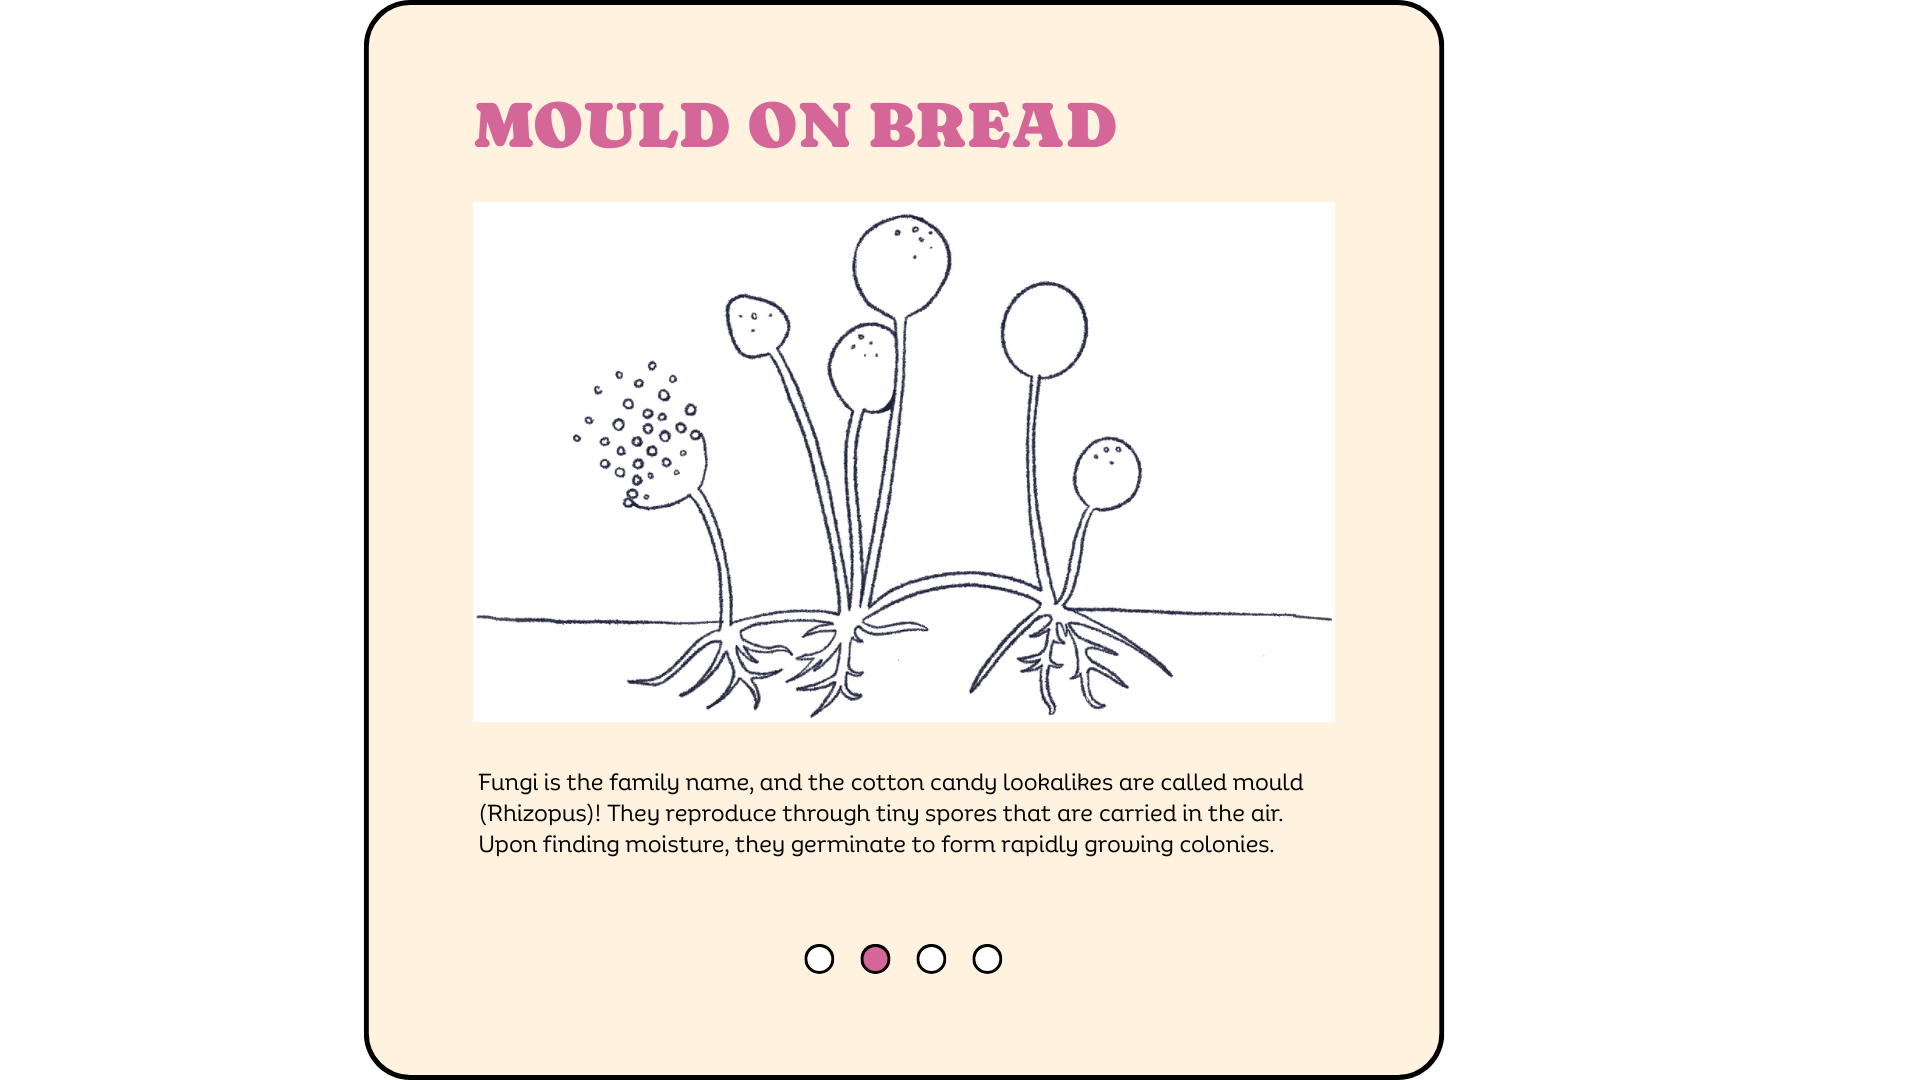 MOULD ON BREAD
Fungi is the family name, and the cotton candy lookalikes are called mould
(Rhizopus)! They reproduce through tiny spores that are carried in the air.
Upon finding moisture, they germinate to form rapidly growing colonies.